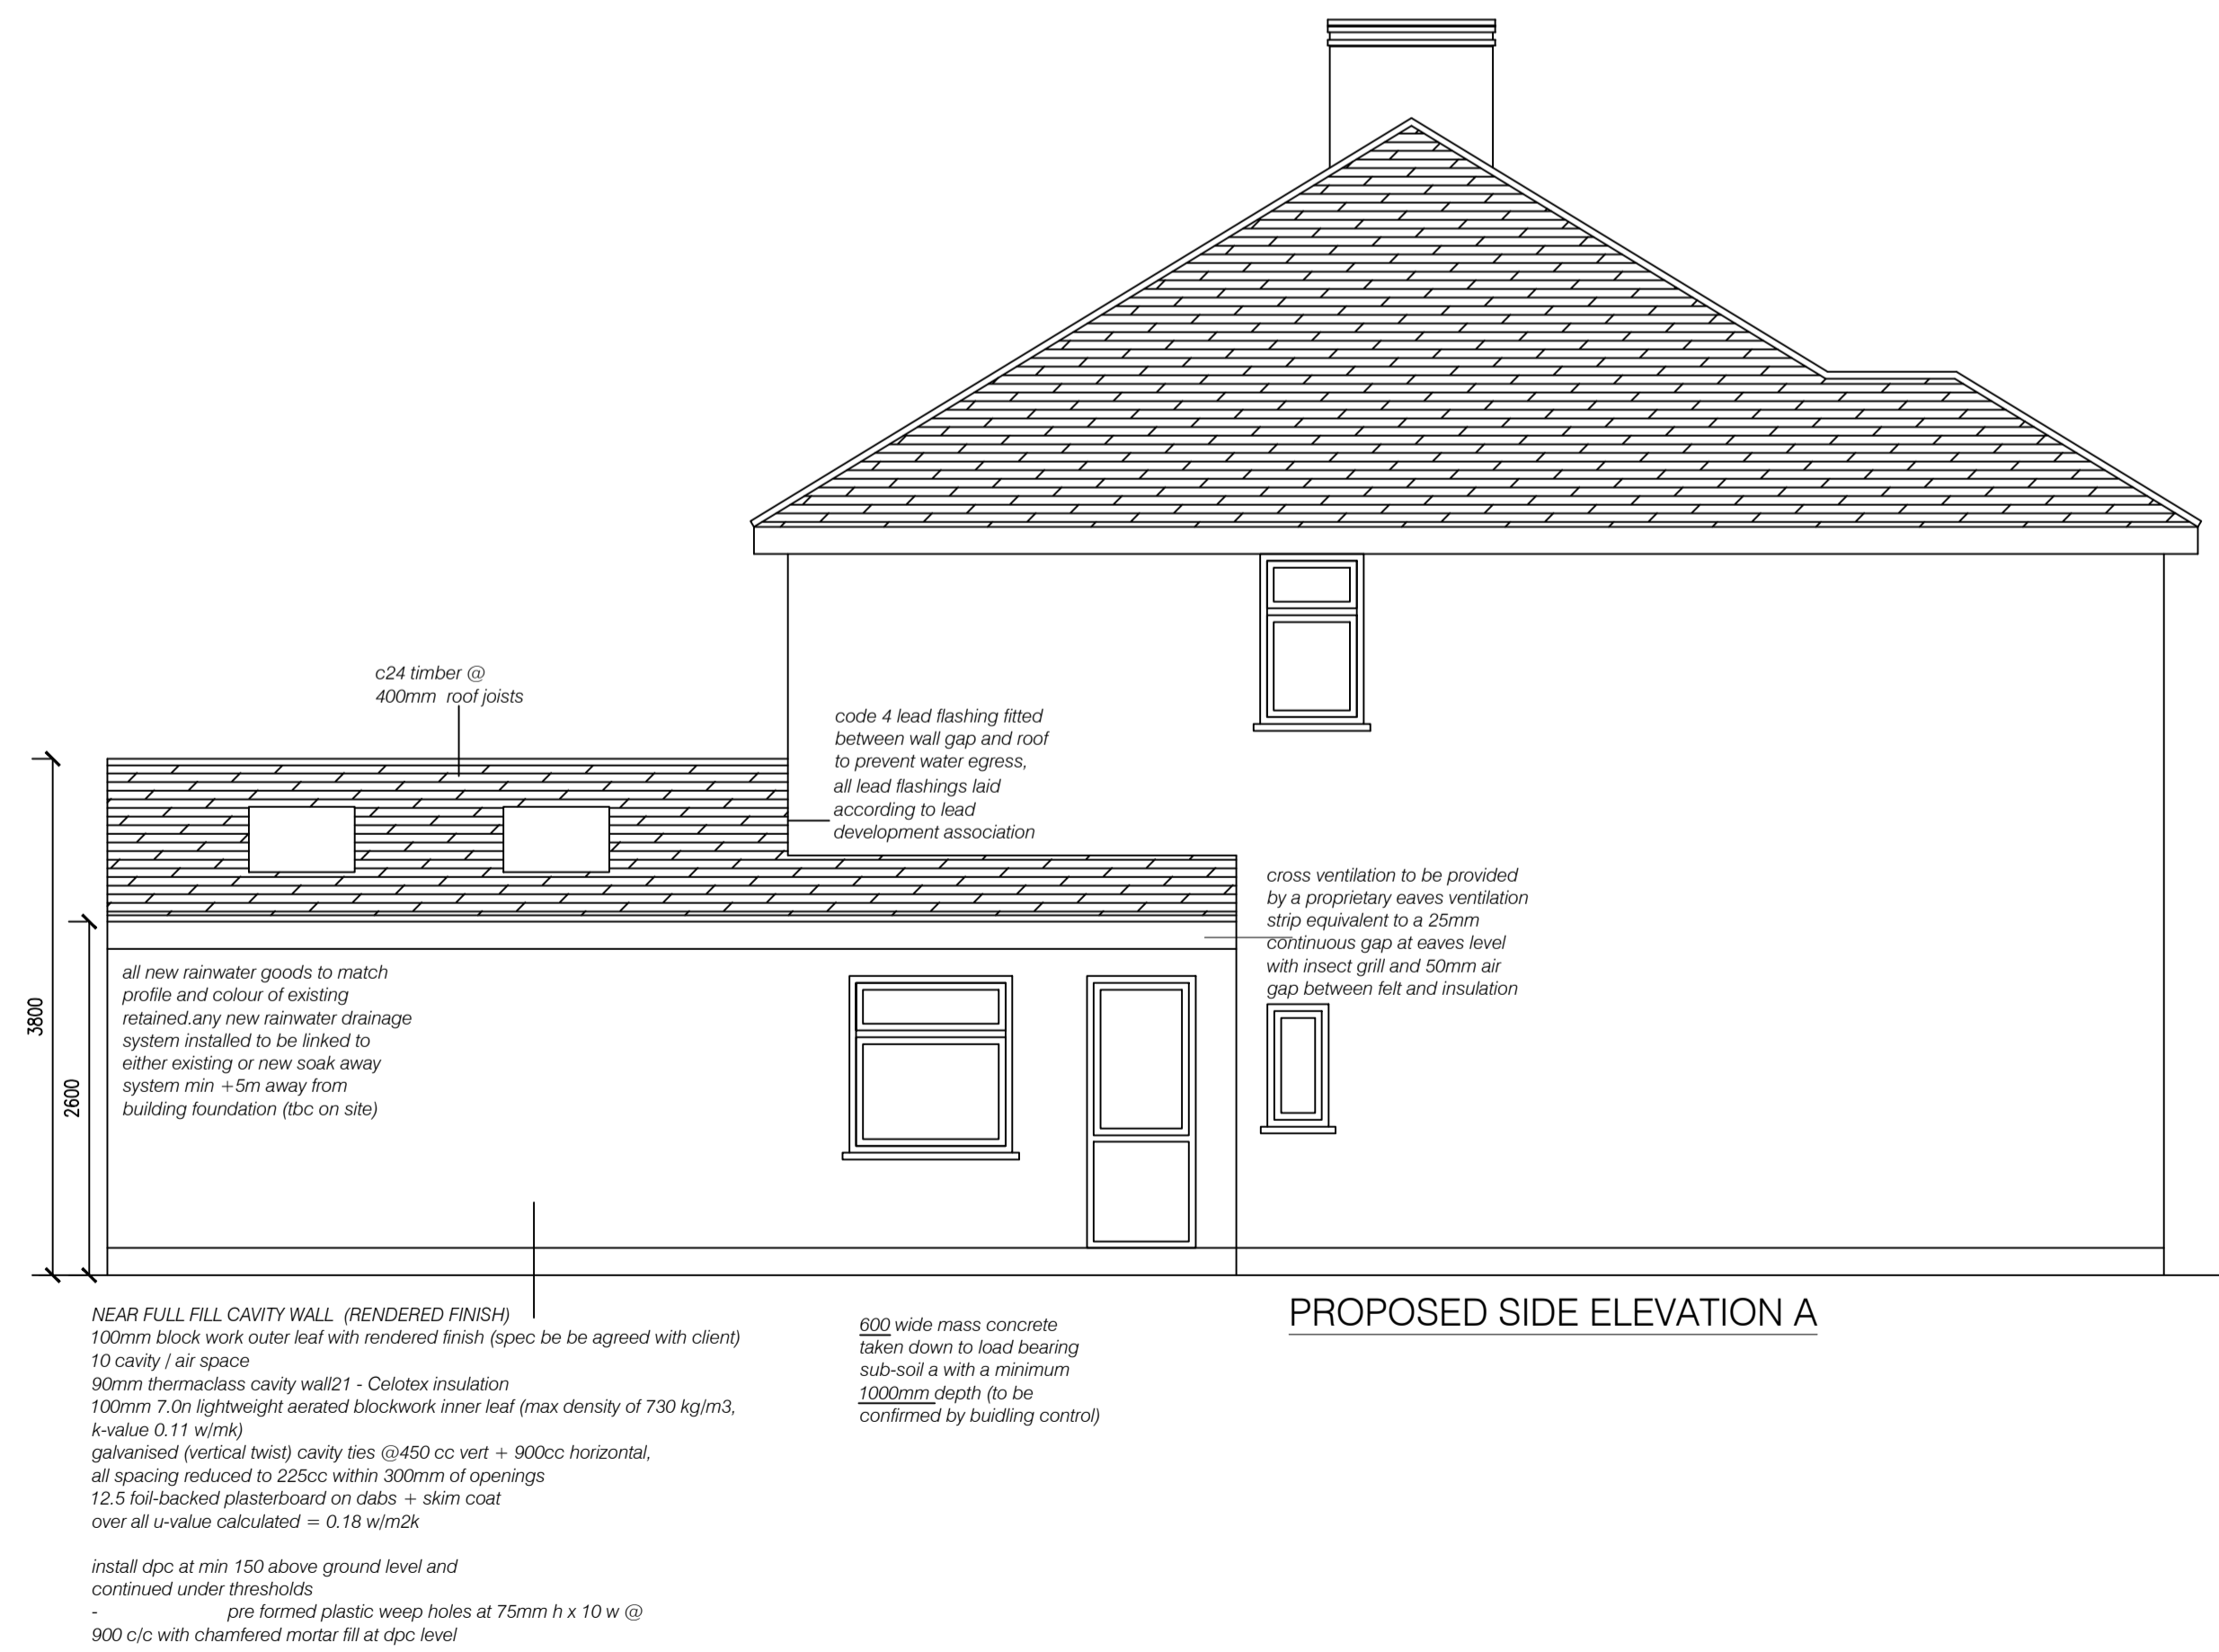 c24 timber @
400mm  roof joists
code 4 lead flashing fitted
between wall gap and roof
to prevent water egress,
all lead flashings laid
according to lead
development association
cross ventilation to be provided
by a proprietary eaves ventilation
strip equivalent to a 25mm
continuous gap at eaves level
with insect grill and 50mm air
gap between felt and insulation
3800
2600
all new rainwater goods to match
profile and colour of existing
retained.any new rainwater drainage
system installed to be linked to
either existing or new soak away
system min +5m away from
building foundation (tbc on site)
PROPOSED SIDE ELEVATION A
NEAR FULL FILL CAVITY WALL  (RENDERED FINISH)
100mm block work outer leaf with rendered finish (spec be be agreed with client)
10 cavity / air space
90mm thermaclass cavity wall21 - Celotex insulation
100mm 7.0n lightweight aerated blockwork inner leaf (max density of 730 kg/m3,
k-value 0.11 w/mk)
galvanised (vertical twist) cavity ties @450 cc vert + 900cc horizontal,
all spacing reduced to 225cc within 300mm of openings
12.5 foil-backed plasterboard on dabs + skim coat
over all u-value calculated = 0.18 w/m2k
install dpc at min 150 above ground level and
continued under thresholds
- pre formed plastic weep holes at 75mm h x 10 w @
900 c/c with chamfered mortar fill at dpc level
600 wide mass concrete
taken down to load bearing
sub-soil a with a minimum
1000mm depth (to be
confirmed by buidling control)